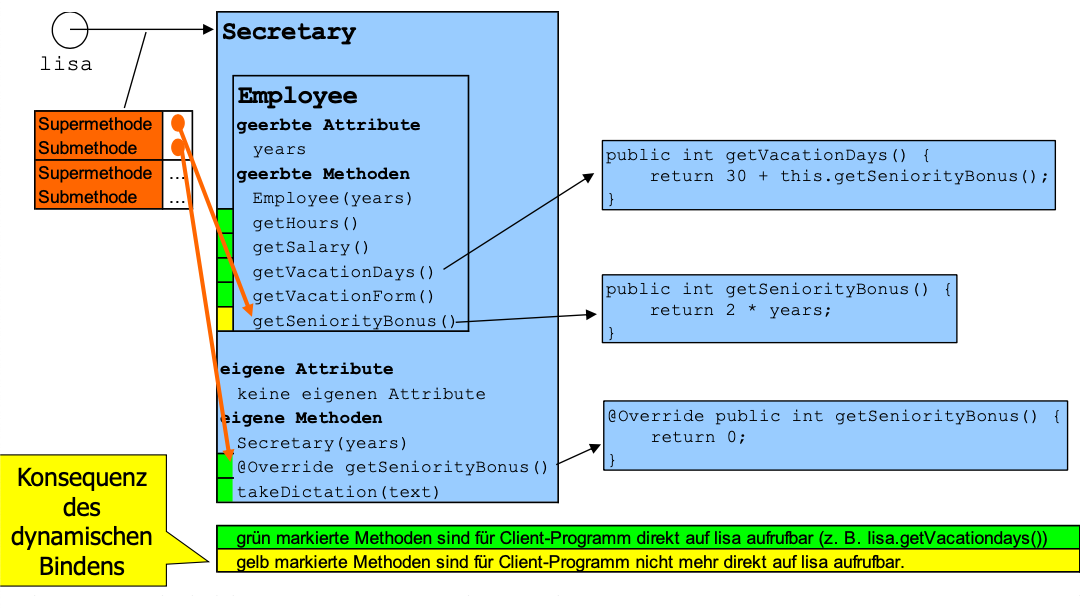 Secretary
lisa
Employee
geerbte Attribute
years
geerbte Methoden
Employee(years)
getHours()
getSalary()
getVacationDays()
getVacationForm()
getSeniorityBonus()
eigene Attribute
keine eigenen Attribute
eigene Methoden
Secretary(years)
@Override getSeniorityBonus()
takeDictation(text)
Supermethode
Submethode
Supermethode ...
Submethode ...
public int getVacationDays() {
return 30 + this.getSeniorityBonus();
}
public int getSeniorityBonus() {
return 2 * years;
}
@Override public int getSeniorityBonus() {
return 0;
}
Konsequenz
des
dynamischen
Bindens
grün markierte Methoden sind für Client-Programm direkt auf lisa aufrufbar (z. B. lisa.getVacationdays())
gelb markierte Methoden sind für Client-Programm nicht mehr direkt auf lisa aufrufbar.